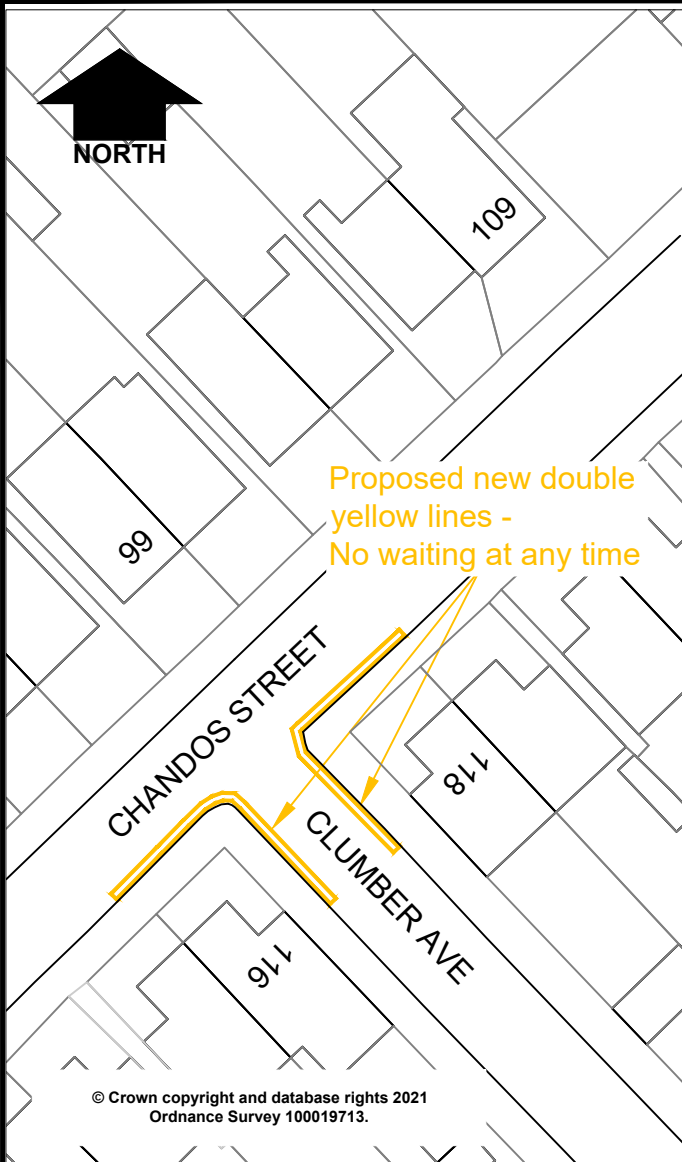 NORTH
109
Proposed new double
yellow lines -
No waiting at any time
99
CHANDOS STREET
118
CLUMBER AVE
116
© Crown copyright and database rights 2021
Ordnance Survey 100019713.